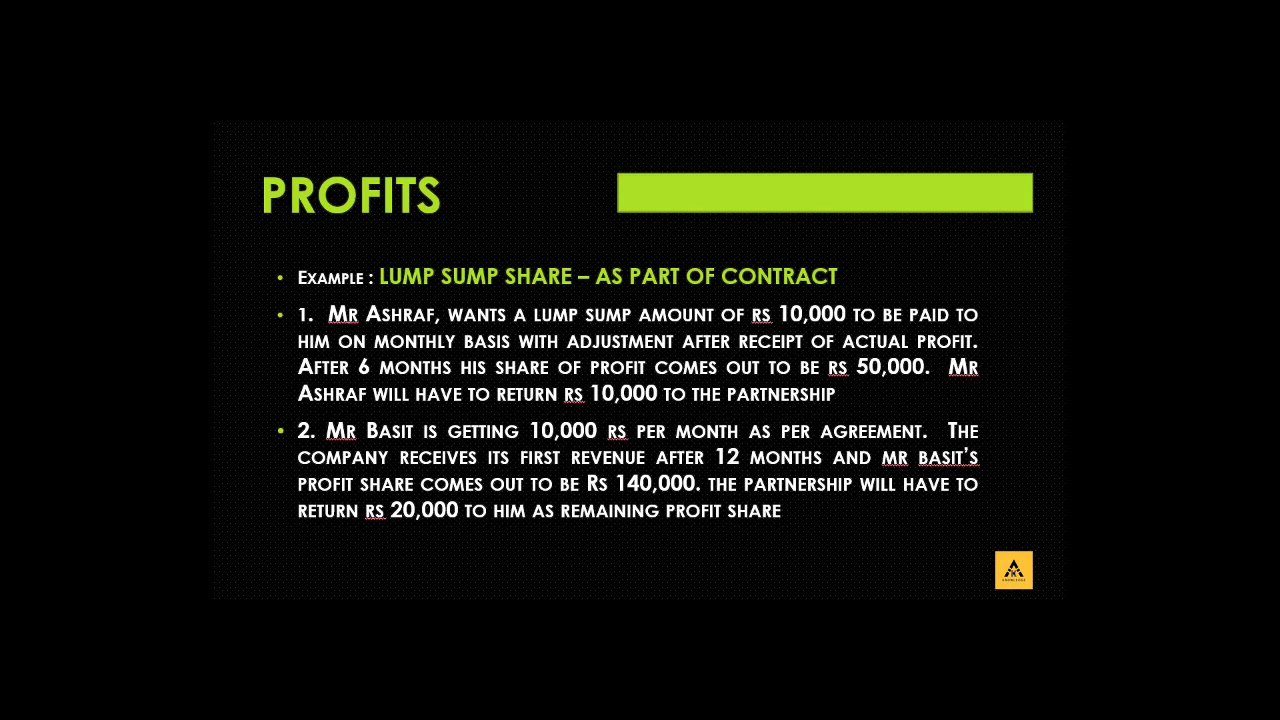 PROFITS
• Example : LUMP SUMP SHARE – AS PART OF CONTRACT
• 1. Mr Ashraf, wants a lump sump amount of rs 10,000 to be paid to
him on monthly basis with adjustment after receipt of actual profit.
After 6 months his share of profit comes out to be rs 50,000. Mr
Ashraf will have to return rs 10,000 to the partnership
• 2. Mr Basit is getting 10,000 rs per month as per agreement. The
company receives its first revenue after 12 months and mr basit's
profit share comes out to be Rs 140,000. the partnership will have to
return rs 20,000 to him as remaining profit share